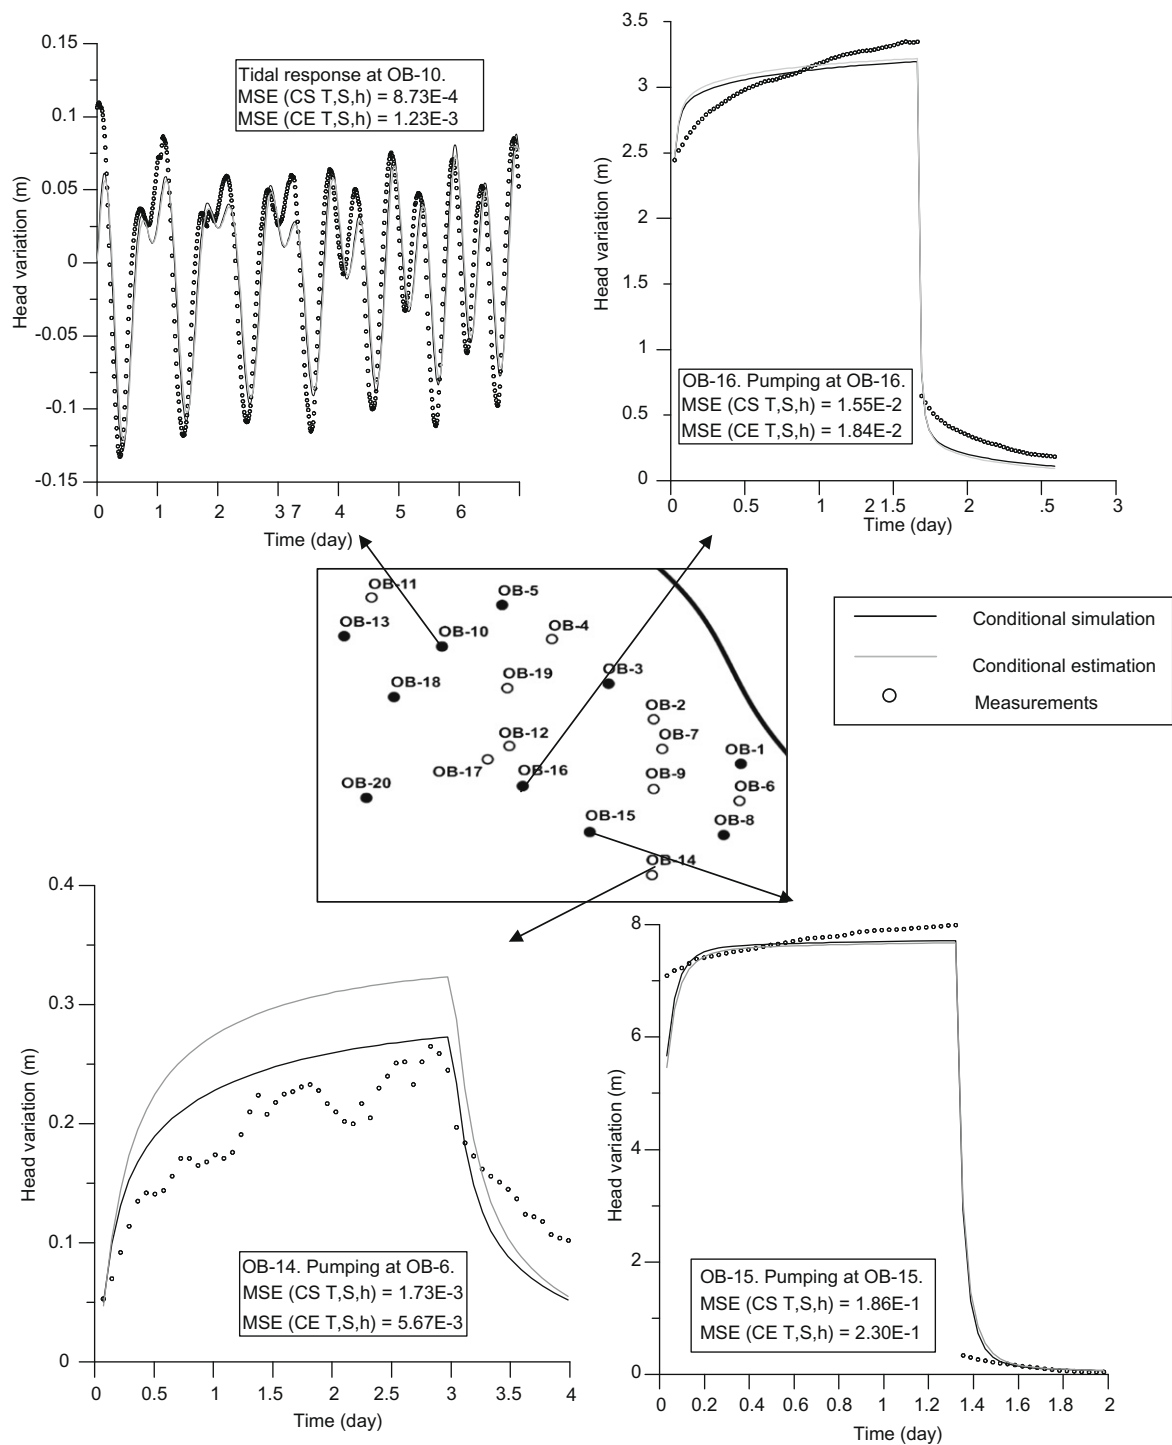 0.15
0.1
0.05
0
-0.05
-0.1
-0.15
Head variation (m)
Tidal response at OB-10.
MSE (CS T,S,h) = 8.73E-4
MSE (CE T,S,h) = 1.23E-3
0 1 2 3 7 4 5 6
Time (day)
3.5
3
2.5
2
1.5
1
0.5
0
Head variation (m)
OB-16. Pumping at OB-16.
MSE (CS T,S,h) = 1.55E-2
MSE (CE T,S,h) = 1.84E-2
0 0.5 1 2 1.5 2 .5 3
Time (day)
OB-11
OB-5
OB-13
OB-10
OB-4
OB-18
OB-19
OB-3
OB-2
OB-12
OB-7
OB-1
OB-17
OB-16
OB-20
OB-9
OB-6
OB-15
OB-8
OB-14
Conditional simulation
Conditional estimation
Measurements
0.4
0.3
0.2
0.1
0
Head variation (m)
OB-14. Pumping at OB-6.
MSE (CS T,S,h) = 1.73E-3
MSE (CE T,S,h) = 5.67E-3
0 0.5 1 1.5 2 2.5 3 3.5 4
Time (day)
8
6
4
2
0
Head variation (m)
OB-15. Pumping at OB-15.
MSE (CS T,S,h) = 1.86E-1
MSE (CE T,S,h) = 2.30E-1
0 0.2 0.4 0.6 0.8 1 1.2 1.4 1.6 1.8 2
Time (day)